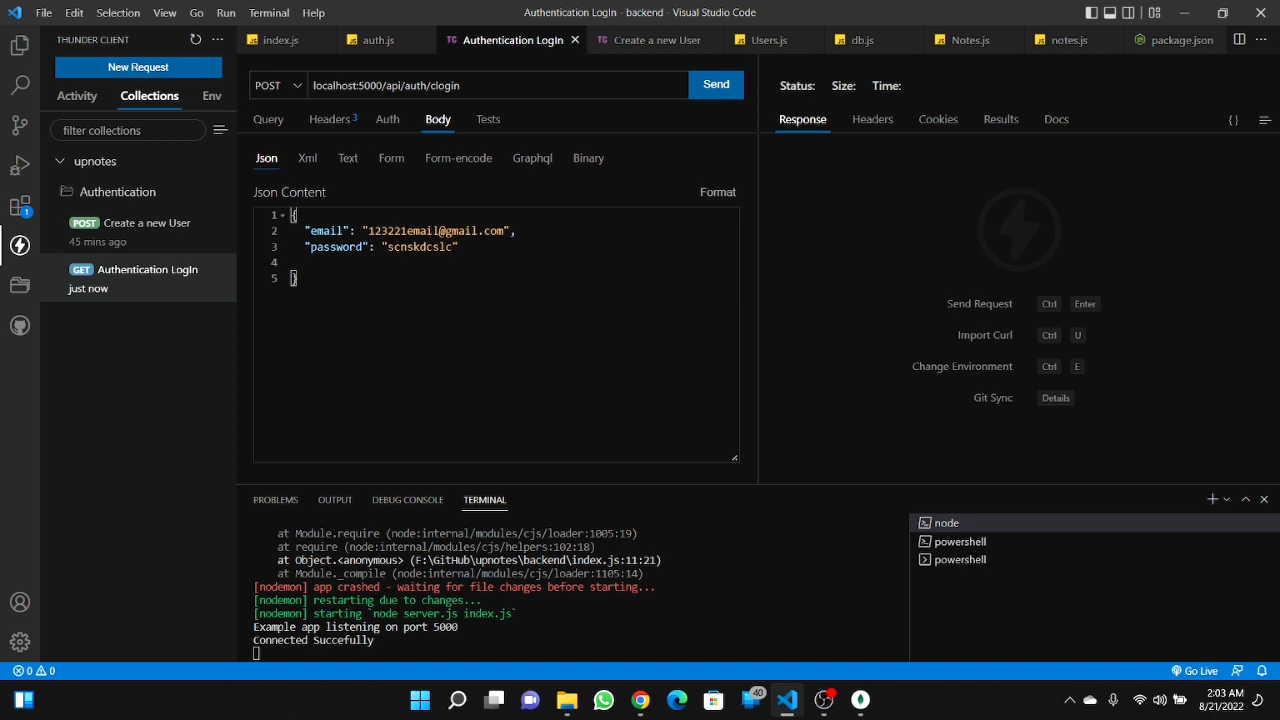 File Edit Selection View Go Run Terminal Help
Authentication LogIn - backend - Visual Studio Code
THUNDER CLIENT
index.js auth.js Authentication LogIn Create a new User Users.js db.js Notes.js notes.js package.json
New Request
Activity Collections Env
filter collections
upnotes
Authentication
POST Create a new User
45 mins ago
GET Authentication LogIn
just now
POST localhost:5000/api/auth/clogin Send
Query Headers 3 Auth Body Tests
Json Xml Text Form Form-encode Graphql Binary
Json Content Format
1 {
2 "email": "123221email@gmail.com",
3 "password": "scnskdcslc"
4
5 }
Status: Size: Time:
Response Headers Cookies Results Docs { }
Send Request Ctrl Enter
Import Curl Ctrl U
Change Environment Ctrl E
Git Sync Details
PROBLEMS OUTPUT DEBUG CONSOLE TERMINAL
at Module.require (node:internal/modules/cjs/loader:1005:19)
at require (node:internal/modules/cjs/helpers:102:18)
at Object.<anonymous> (F:\GitHub\upnotes\backend\index.js:11:21)
at Module._compile (node:internal/modules/cjs/loader:1105:14)
[nodemon] app crashed - waiting for file changes before starting...
[nodemon] restarting due to changes...
[nodemon] starting `node server.js index.js`
Example app listening on port 5000
Connected Succefully
node
powershell
powershell
1
0 0
Go Live
40
2:03 AM
8/21/2022